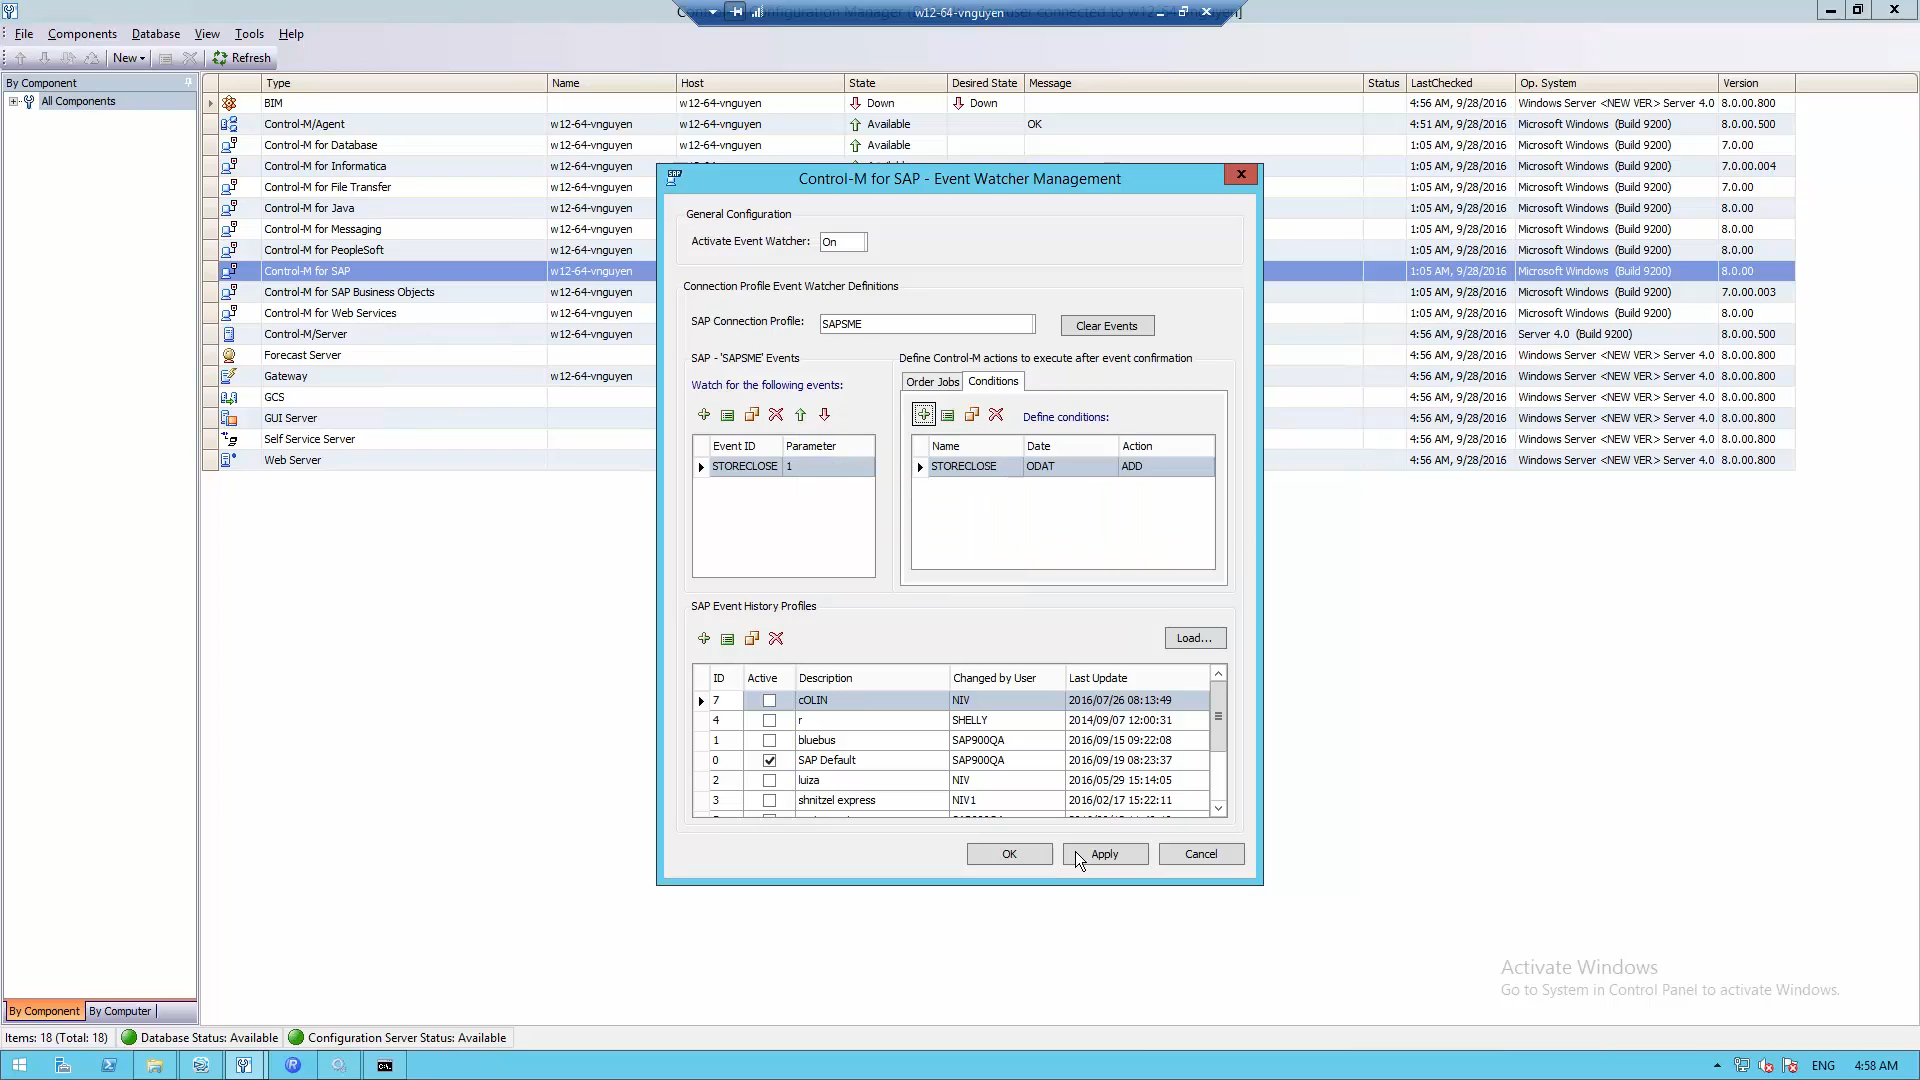 w12-64-vnguyen
File Components Database View Tools Help
New Refresh
By Component
All Components
Type Name Host State Desired State Message Status LastChecked Op. System Version
BIM w12-64-vnguyen Down Down 4:56 AM, 9/28/2016 Windows Server <NEW VER> Server 4.0 8.0.00.800
Control-M/Agent w12-64-vnguyen w12-64-vnguyen Available OK 4:51 AM, 9/28/2016 Microsoft Windows (Build 9200) 8.0.00.500
Control-M for Database w12-64-vnguyen w12-64-vnguyen Available 1:05 AM, 9/28/2016 Microsoft Windows (Build 9200) 7.0.00
Control-M for Informatica w12-64-vnguyen 1:05 AM, 9/28/2016 Microsoft Windows (Build 9200) 7.0.00.004
Control-M for File Transfer w12-64-vnguyen 1:05 AM, 9/28/2016 Microsoft Windows (Build 9200) 7.0.00
Control-M for Java w12-64-vnguyen 1:05 AM, 9/28/2016 Microsoft Windows (Build 9200) 8.0.00
Control-M for Messaging w12-64-vnguyen 1:05 AM, 9/28/2016 Microsoft Windows (Build 9200) 8.0.00
Control-M for PeopleSoft w12-64-vnguyen 1:05 AM, 9/28/2016 Microsoft Windows (Build 9200) 8.0.00
Control-M for SAP w12-64-vnguyen 1:05 AM, 9/28/2016 Microsoft Windows (Build 9200) 8.0.00
Control-M for SAP Business Objects w12-64-vnguyen 1:05 AM, 9/28/2016 Microsoft Windows (Build 9200) 7.0.00.003
Control-M for Web Services w12-64-vnguyen 1:05 AM, 9/28/2016 Microsoft Windows (Build 9200) 8.0.00
Control-M/Server w12-64-vnguyen 4:56 AM, 9/28/2016 Server 4.0 (Build 9200) 8.0.00.500
Forecast Server 4:56 AM, 9/28/2016 Windows Server <NEW VER> Server 4.0 8.0.00.800
Gateway w12-64-vnguyen 4:56 AM, 9/28/2016 Windows Server <NEW VER> Server 4.0 8.0.00.800
GCS 4:56 AM, 9/28/2016 Windows Server <NEW VER> Server 4.0 8.0.00.800
GUI Server 4:56 AM, 9/28/2016 Windows Server <NEW VER> Server 4.0 8.0.00.800
Self Service Server 4:56 AM, 9/28/2016 Windows Server <NEW VER> Server 4.0 8.0.00.800
Web Server 4:56 AM, 9/28/2016 Windows Server <NEW VER> Server 4.0 8.0.00.800
SAP Control-M for SAP - Event Watcher Management
General Configuration
Activate Event Watcher: On
Connection Profile Event Watcher Definitions
SAP Connection Profile: SAPSME Clear Events
SAP - 'SAPSME' Events
Watch for the following events:
Event ID Parameter
STORECLOSE 1
Define Control-M actions to execute after event confirmation
Order Jobs Conditions
Define conditions:
Name Date Action
STORECLOSE ODAT ADD
SAP Event History Profiles
Load...
ID Active Description Changed by User Last Update
7 cOLIN NIV 2016/07/26 08:13:49
4 r SHELLY 2014/09/07 12:00:31
1 bluebus SAP900QA 2016/09/15 09:22:08
0 SAP Default SAP900QA 2016/09/19 08:23:37
2 luiza NIV 2016/05/29 15:14:05
3 shnitzel express NIV1 2016/02/17 15:22:11
OK Apply Cancel
Activate Windows
Go to System in Control Panel to activate Windows.
By Component By Computer
Items: 18 (Total: 18) Database Status: Available Configuration Server Status: Available
ENG 4:58 AM